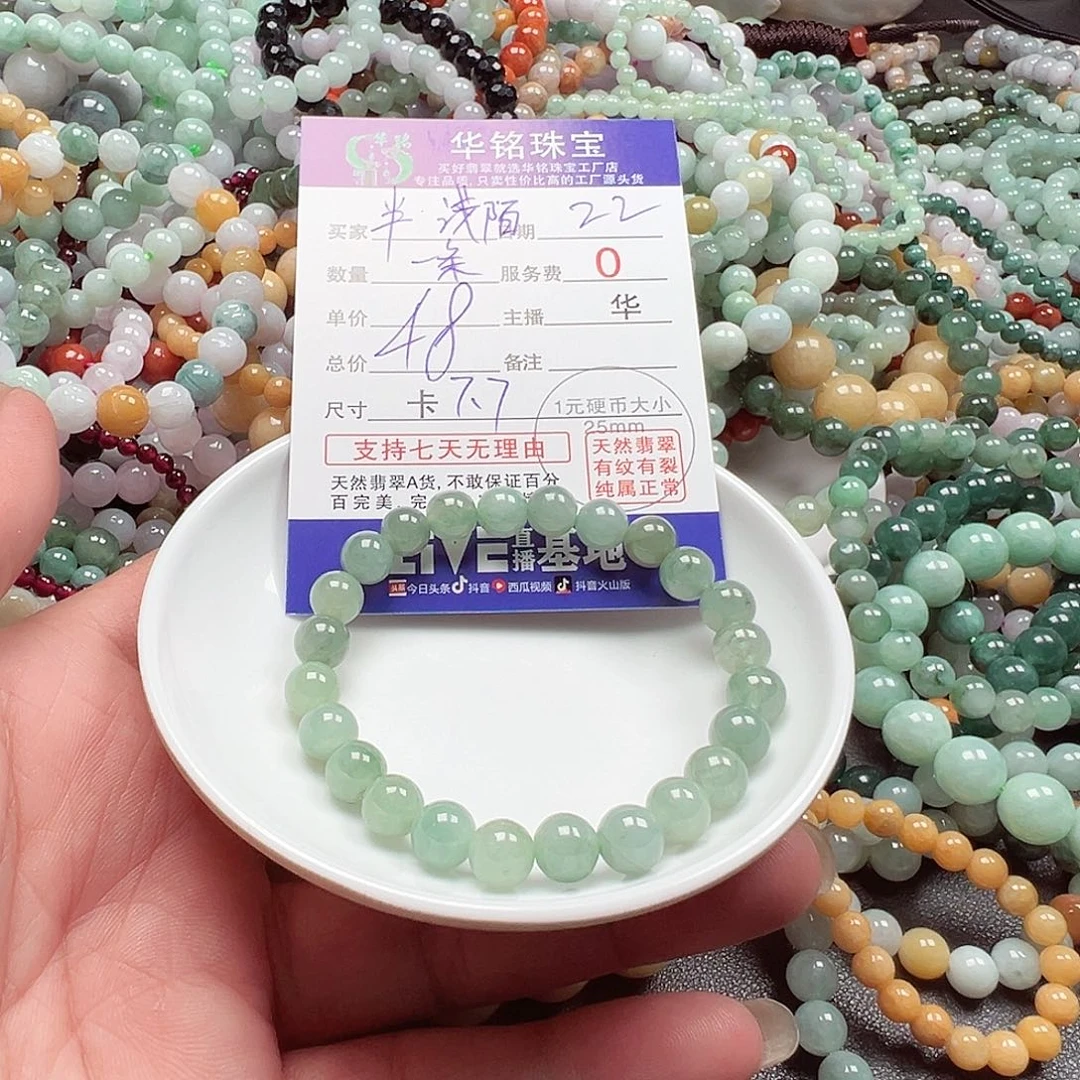 华铭珠宝
买好翡翠就选华铭珠宝工厂店
专注品质,只卖性价比高的工厂源头货
买家 半浅陌 期 22
数量 一条 服务费 0
单价 48 主播 华
总价 备注
尺寸 卡 7.7 1元硬币大小
25mm
支持七天无理由
天然翡翠
有纹有裂
纯属正常
天然翡翠A货,不敢保证百分
百完美,完
LIVE 直播 基地
今日头条 抖音 西瓜视频 抖音火山版